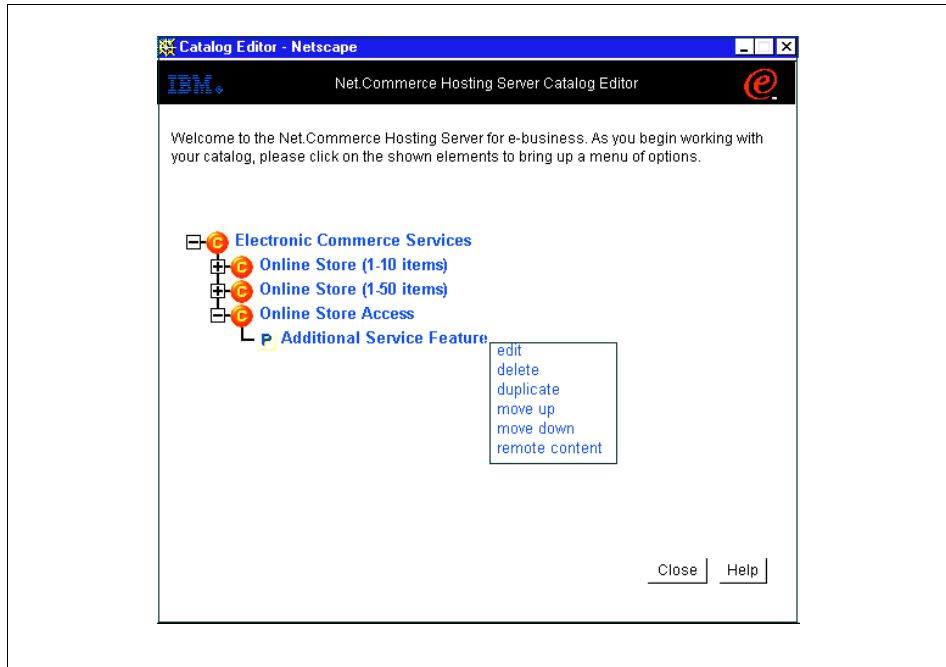 Catalog Editor - Netscape
IBM
Net.Commerce Hosting Server Catalog Editor
e
Welcome to the Net.Commerce Hosting Server for e-business. As you begin working with
your catalog, please click on the shown elements to bring up a menu of options.
C Electronic Commerce Services
C Online Store (1-10 items)
C Online Store (1-50 items)
C Online Store Access
P Additional Service Feature
edit
delete
duplicate
move up
move down
remote content
Close Help